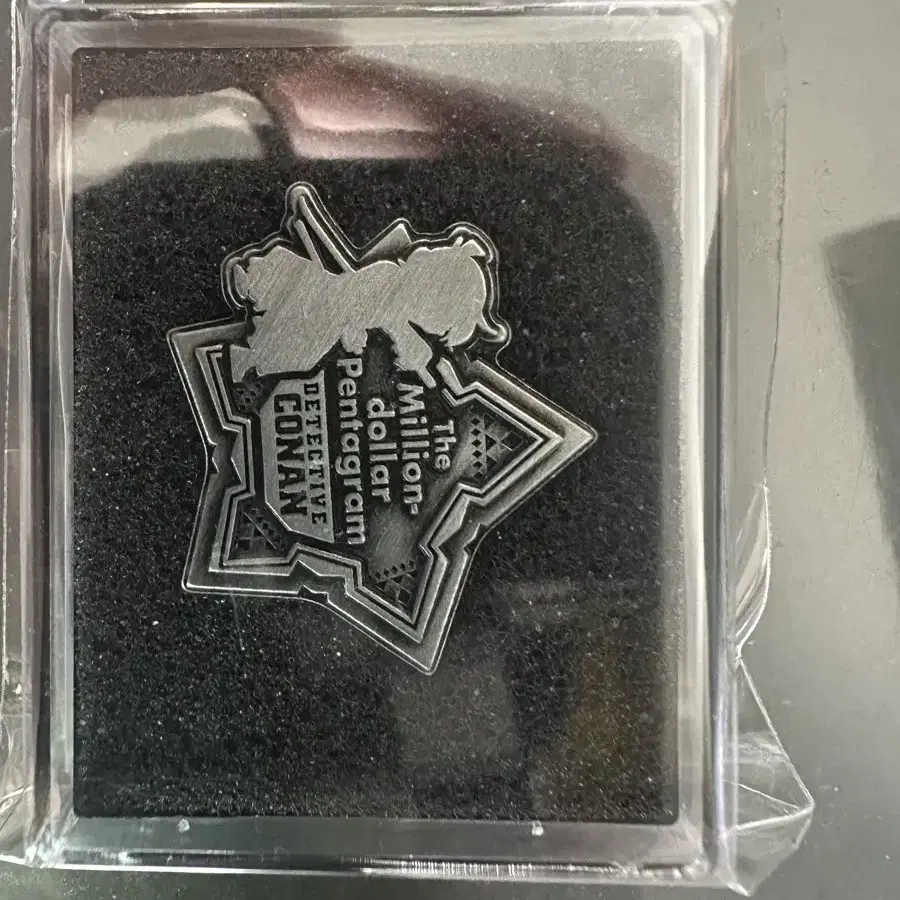 The
Million-
dollar
Pentagram
DETECTIVE
CONAN